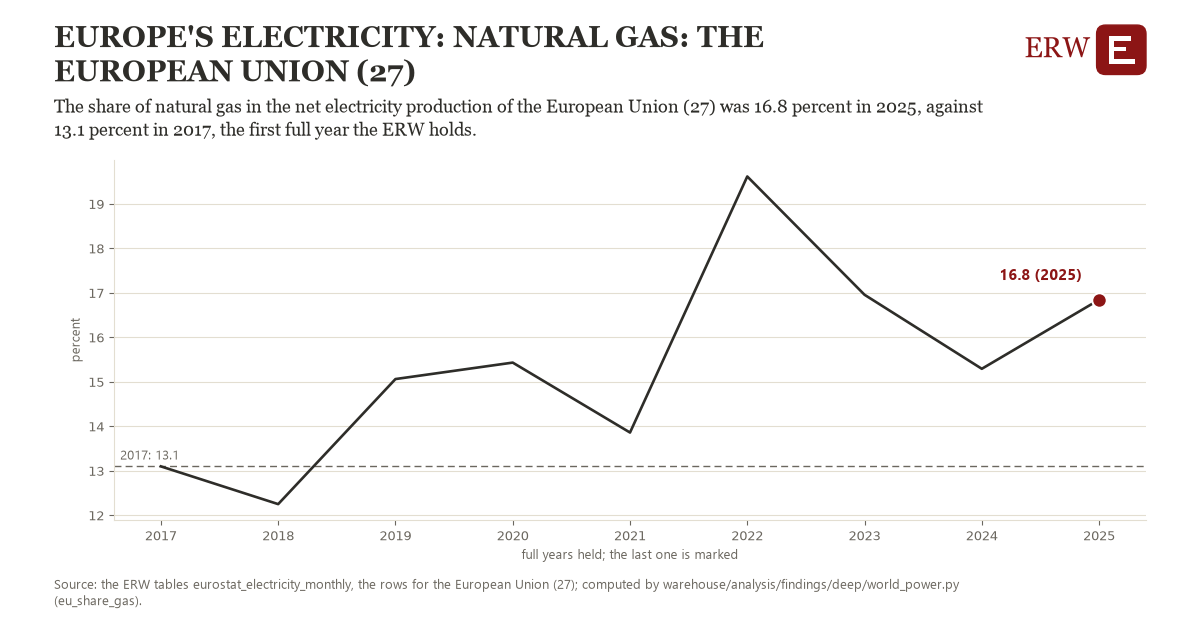 EUROPE'S ELECTRICITY: NATURAL GAS: THE
EUROPEAN UNION (27)
ERW E
The share of natural gas in the net electricity production of the European Union (27) was 16.8 percent in 2025, against
13.1 percent in 2017, the first full year the ERW holds.
19
18
17
16
15
14
13
12
percent
16.8 (2025)
2017: 13.1
2017 2018 2019 2020 2021 2022 2023 2024 2025
full years held; the last one is marked
Source: the ERW tables eurostat_electricity_monthly, the rows for the European Union (27); computed by warehouse/analysis/findings/deep/world_power.py
(eu_share_gas).